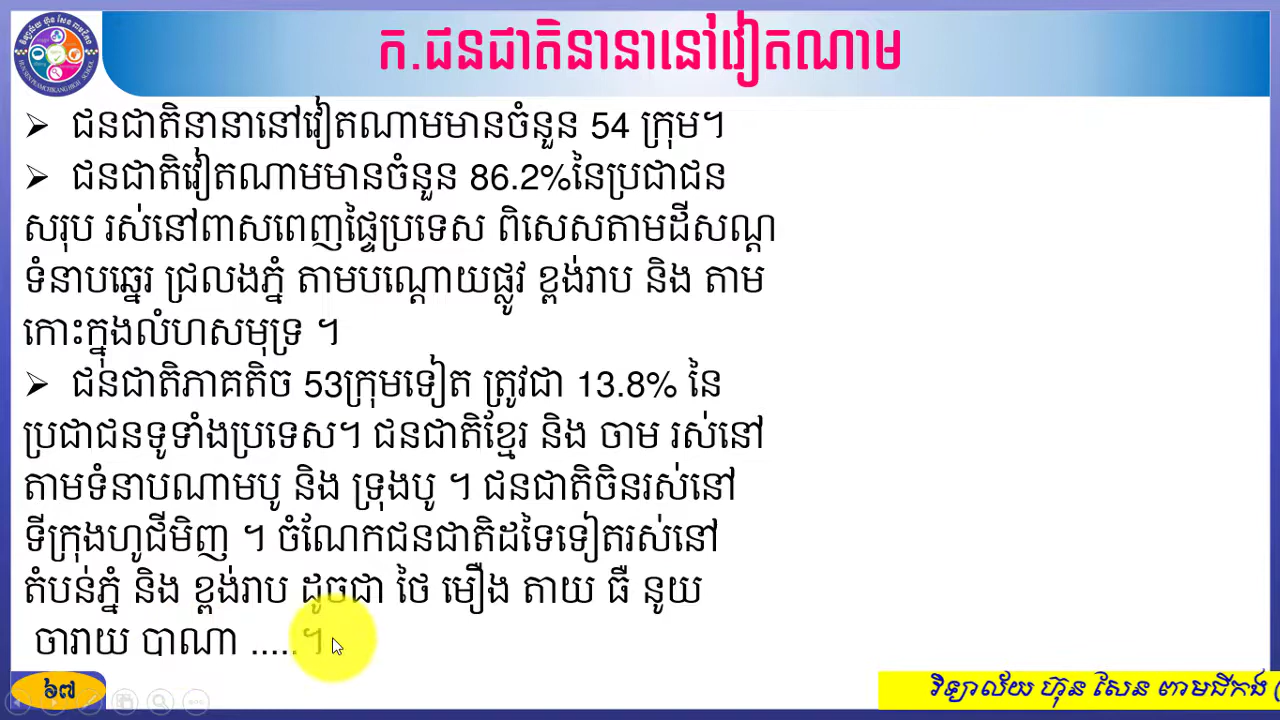 ក.ជនជាតិនានានៅវៀតណាម
➢ ជនជាតិនានានៅវៀតណាមមានចំនួន 54 ក្រុម។
➢ ជនជាតិវៀតណាមមានចំនួន 86.2%នៃប្រជាជន
សរុប រស់នៅពាសពេញផ្ទៃប្រទេស ពិសេសតាមដីសណ្ត
ទំនាបឆ្នេរ ជ្រលងភ្នំ តាមបណ្តោយផ្លូវ ខ្ពង់រាប និង តាម
កោះក្នុងលំហសមុទ្រ ។
➢ ជនជាតិភាគតិច 53ក្រុមទៀត ត្រូវជា 13.8% នៃ
ប្រជាជនទូទាំងប្រទេស។ ជនជាតិខ្មែរ និង ចាម រស់នៅ
តាមទំនាបណាមបូ និង ទ្រុងបូ ។ ជនជាតិចិនរស់នៅ
ទីក្រុងហូជីមិញ ។ ចំណែកជនជាតិដទៃទៀតរស់នៅ
តំបន់ភ្នំ និង ខ្ពង់រាប ដូចជា ថៃ មឿង តាយ ធឺ នូយ
ចារាយ បាណា .....។
៦៧
វិទ្យាល័យ ហ៊ុន សែន ពាមជីកង (